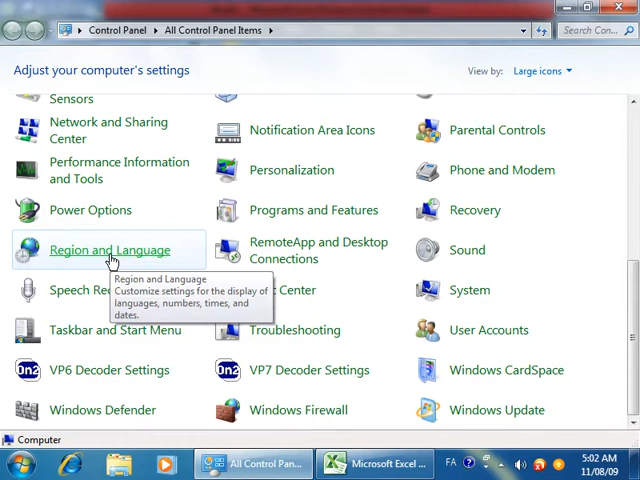 Control Panel
All Control Panel Items
Search Con...
Adjust your computer's settings
View by:
Large icons
Sensors
Network and Sharing
Center
Notification Area Icons
Parental Controls
Performance Information
and Tools
Personalization
Phone and Modem
Power Options
Programs and Features
Recovery
Region and Language
RemoteApp and Desktop
Connections
Sound
Region and Language
Customize settings for the display of
languages, numbers, times, and
dates.
Speech Rec
Center
System
Taskbar and Start Menu
Troubleshooting
User Accounts
On2
VP6 Decoder Settings
On2
VP7 Decoder Settings
Windows CardSpace
Windows Defender
Windows Firewall
Windows Update
Computer
All Control Pan...
Microsoft Excel ...
FA
5:02 AM
11/08/09